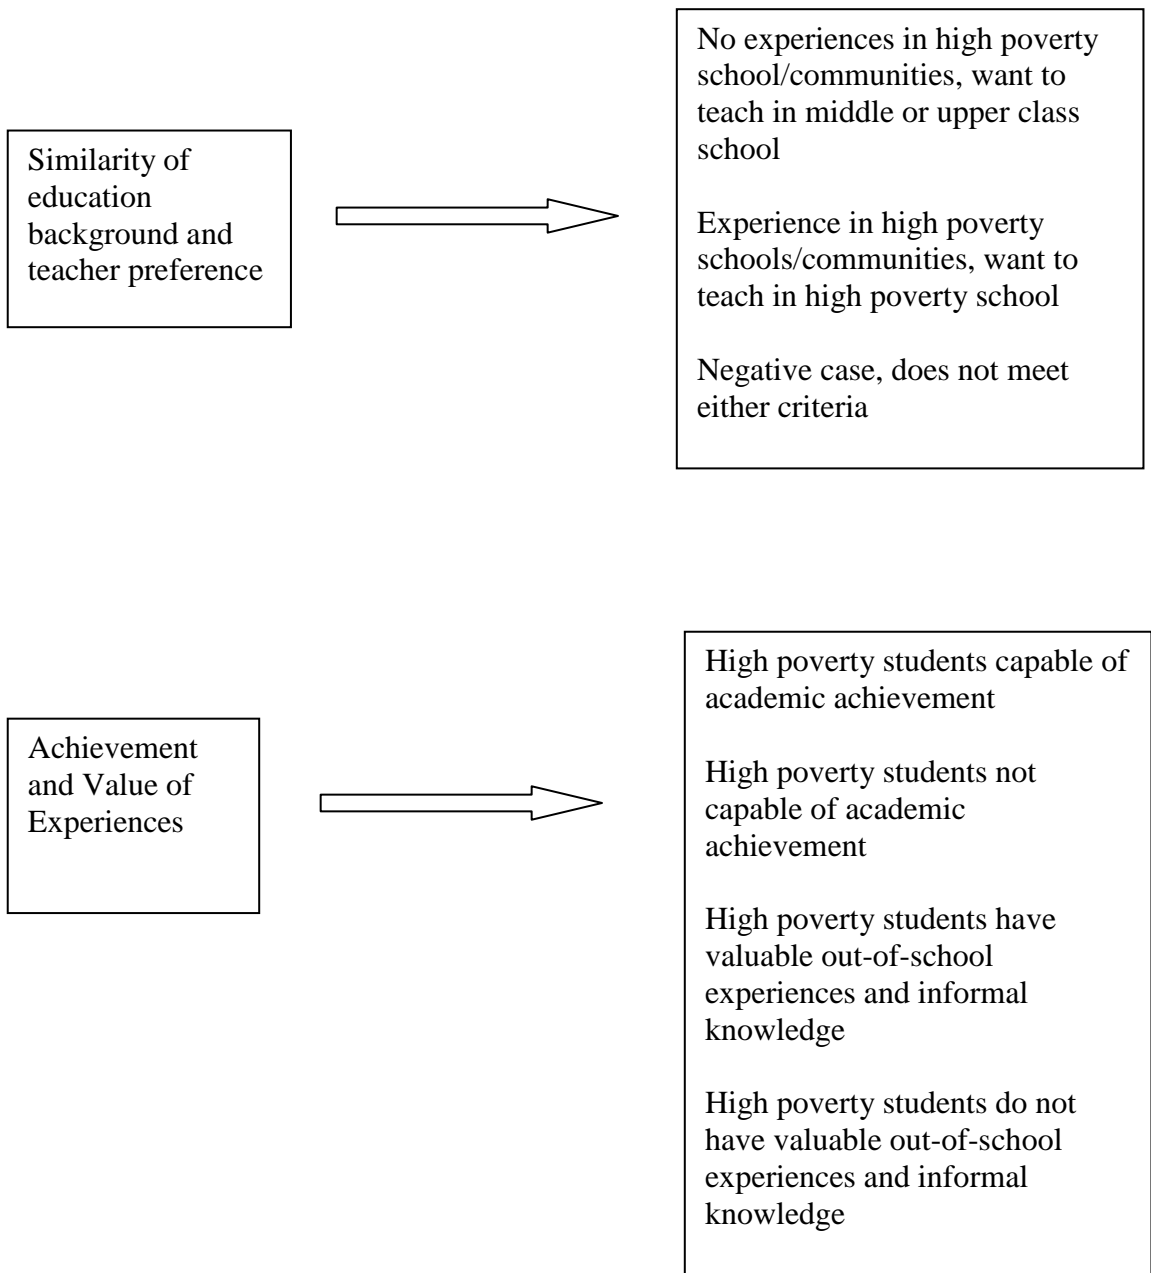 Similarity of
education
background and
teacher preference
No experiences in high poverty
school/communities, want to
teach in middle or upper class
school
Experience in high poverty
schools/communities, want to
teach in high poverty school
Negative case, does not meet
either criteria
Achievement
and Value of
Experiences
High poverty students capable of
academic achievement
High poverty students not
capable of academic
achievement
High poverty students have
valuable out-of-school
experiences and informal
knowledge
High poverty students do not
have valuable out-of-school
experiences and informal
knowledge